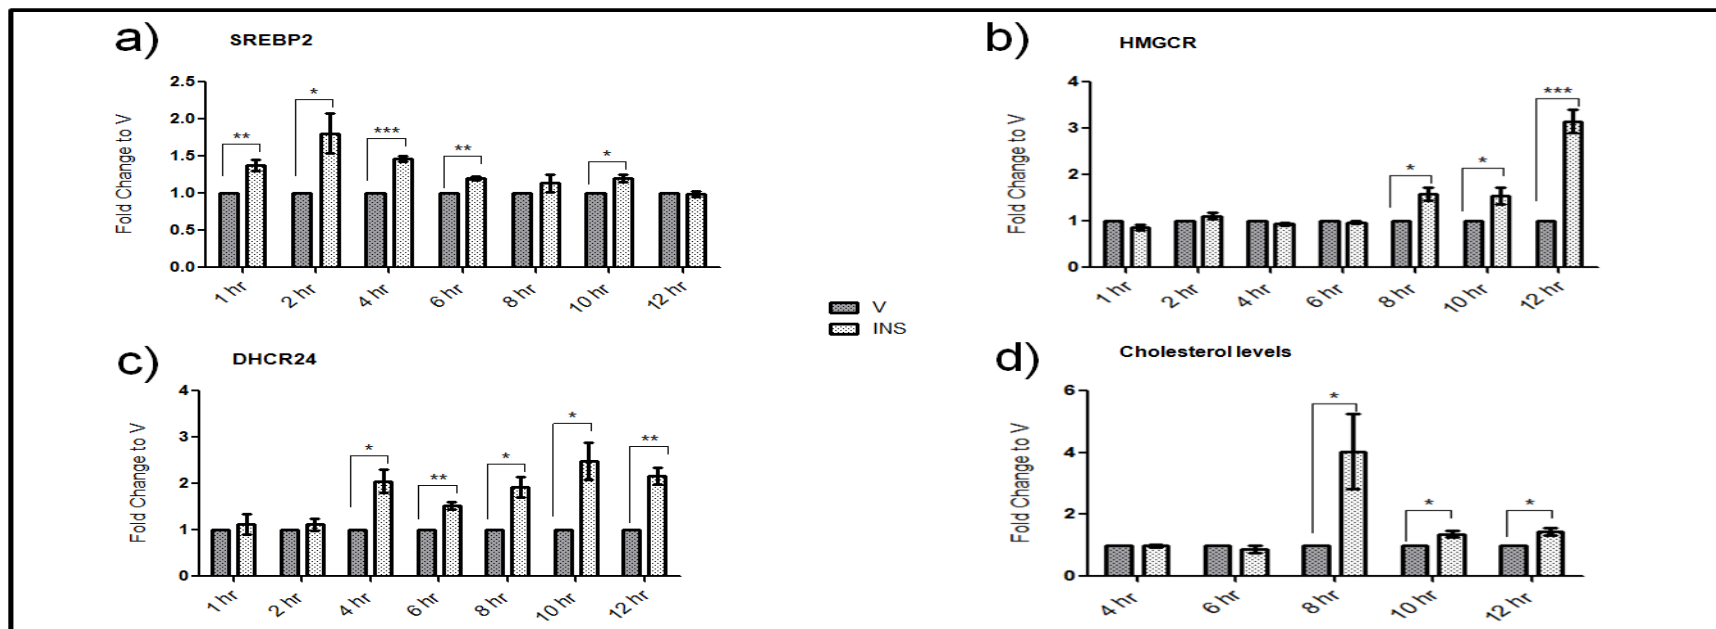 a) SREBP2
Fold Change to V
2.5
2.0
1.5
1.0
0.5
0.0
** * *** ** *
1 hr 2 hr 4 hr 6 hr 8 hr 10 hr 12 hr
b) HMGCR
Fold Change to V
4
3
2
1
0
* * ***
1 hr 2 hr 4 hr 6 hr 8 hr 10 hr 12 hr
V
INS
c) DHCR24
Fold Change to V
4
3
2
1
0
* ** * * **
1 hr 2 hr 4 hr 6 hr 8 hr 10 hr 12 hr
d) Cholesterol levels
Fold Change to V
6
4
2
0
* * *
4 hr 6 hr 8 hr 10 hr 12 hr